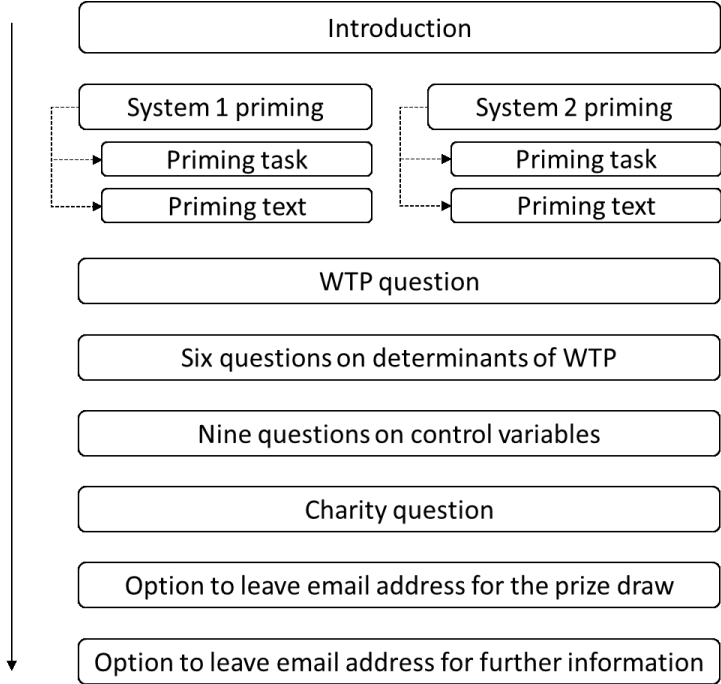 Introduction
System 1 priming
Priming task
Priming text
System 2 priming
Priming task
Priming text
WTP question
Six questions on determinants of WTP
Nine questions on control variables
Charity question
Option to leave email address for the prize draw
Option to leave email address for further information